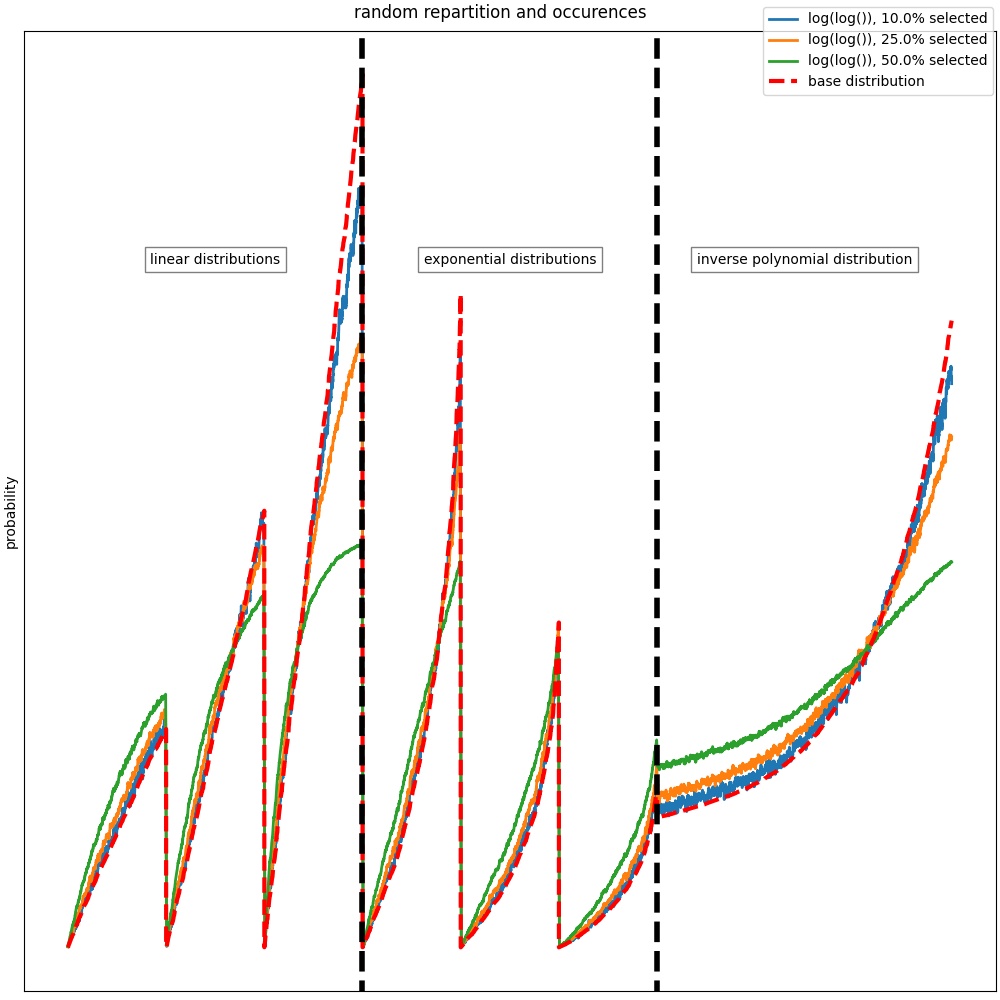 random repartition and occurences
log(log()), 10.0% selected
log(log()), 25.0% selected
log(log()), 50.0% selected
base distribution
linear distributions
exponential distributions
inverse polynomial distribution
probability